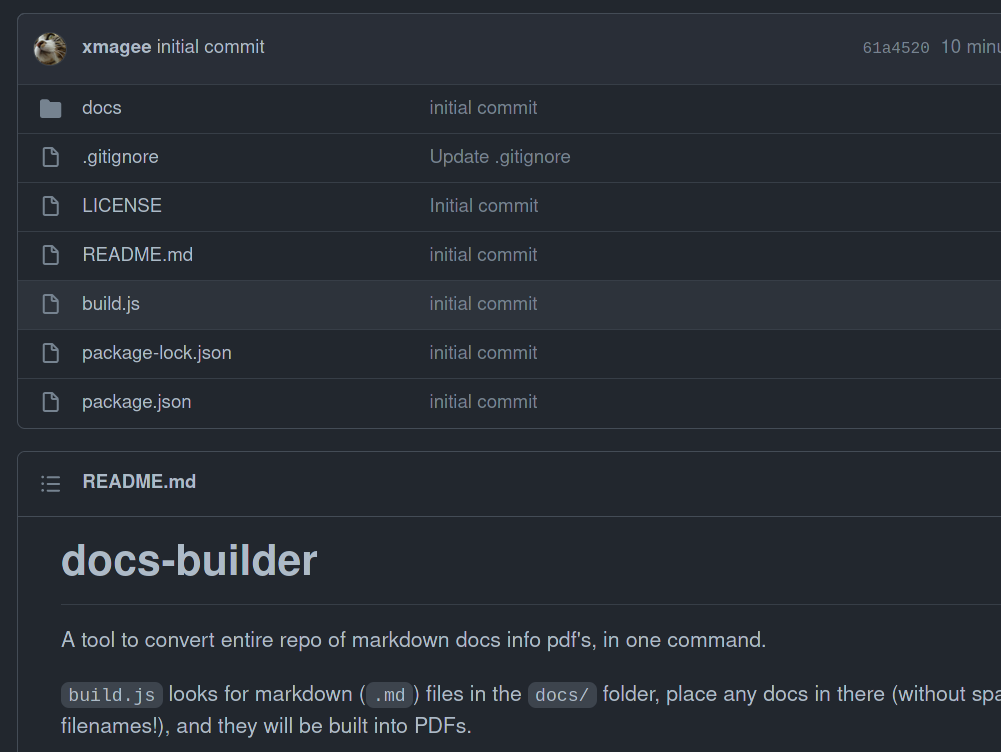 xmagee initial commit 61a4520 10
docs initial commit
.gitignore Update .gitignore
LICENSE Initial commit
README.md initial commit
build.js initial commit
package-lock.json initial commit
package.json initial commit
README.md
docs-builder
A tool to convert entire repo of markdown docs info pdf's, in one command.
build.js looks for markdown ( .md ) files in the docs/ folder, place any docs in there (without
filenames!), and they will be built into PDFs.